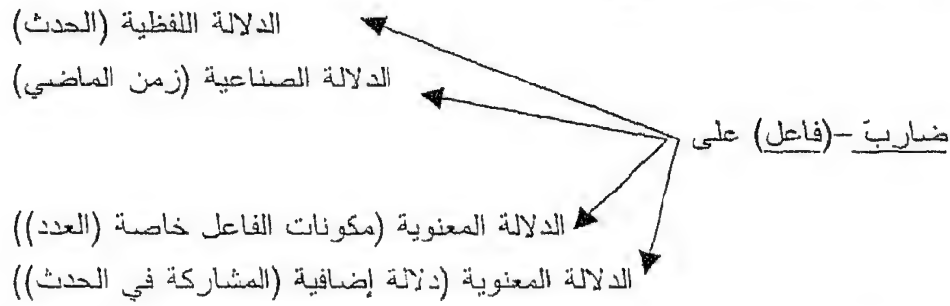 الدلالة اللفظية (الحدث)
الدلالة الصناعية (زمن الماضي)
ضاربَ -(فاعل) على
الدلالة المعنوية (مكونات الفاعل خاصة (العدد))
الدلالة المعنوية (دلالة إضافية (المشاركة في الحدث))